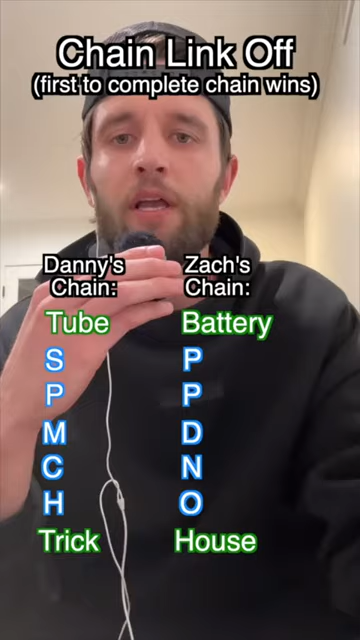 Chain Link Off
(first to complete chain wins)
Danny's
Chain:
Tube
S
P
M
C
H
Trick
Zach's
Chain:
Battery
P
P
D
N
O
House